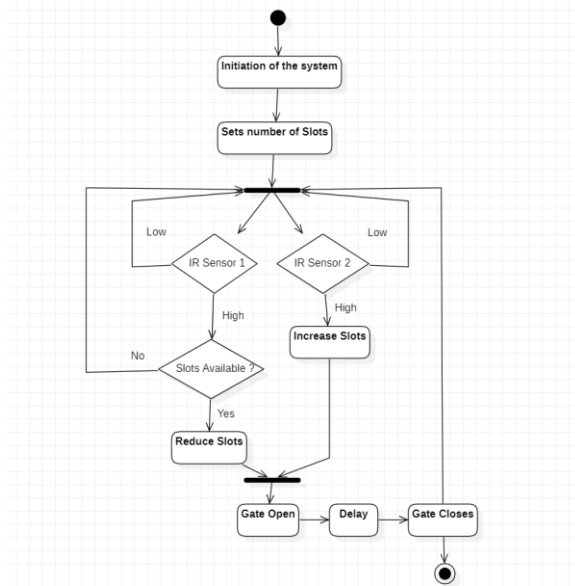 Initiation of the system
Sets number of Slots
Low
Low
IR Sensor 1
IR Sensor 2
High
High
Increase Slots
No
Slots Available ?
Yes
Reduce Slots
Gate Open
Delay
Gate Closes